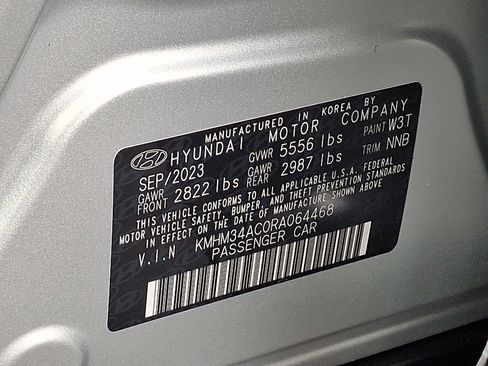 MANUFACTURED IN KOREA BY
HYUNDAI MOTOR COMPANY
SEP/2023 GVWR 5556 lbs PAINT W3T
GAWR FRONT 2822 lbs GAWR REAR 2987 lbs TRIM NNB
THIS VEHICLE CONFORMS TO ALL APPLICABLE U.S.A. FEDERAL
MOTOR VEHICLE SAFETY, BUMPER, AND THEFT PREVENTION STANDARDS
IN EFFECT ON THE DATE OF MANUFACTURE SHOWN ABOVE.
V.I.N KMHM34AC0RA064468
PASSENGER CAR